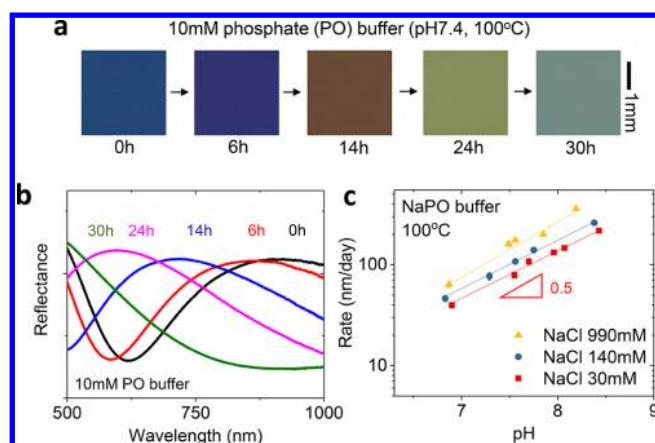 a
10mM phosphate (PO) buffer (pH7.4, 100°C)
0h
6h
14h
24h
30h
1mm
b
30h
24h
14h
6h
0h
Reflectance
10mM PO buffer
500
750
1000
Wavelength (nm)
c
NaPO buffer
100°C
Rate (nm/day)
100
10
0.5
NaCl 990mM
NaCl 140mM
NaCl 30mM
7
8
9
pH